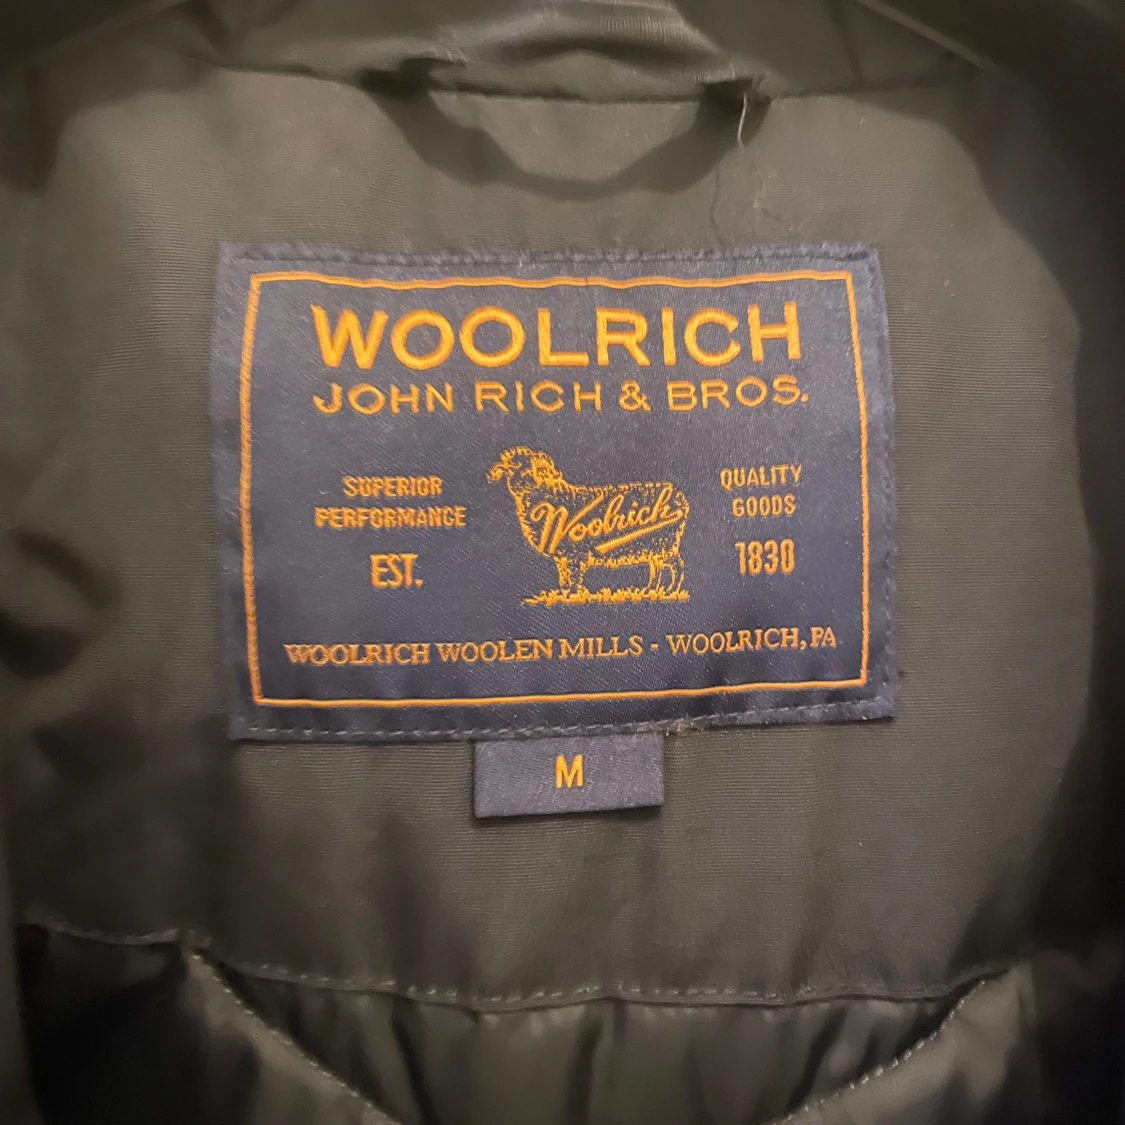 WOOLRICH
JOHN RICH & BROS.
SUPERIOR
PERFORMANCE
EST.
Woolrich
QUALITY
GOODS
1830
WOOLRICH WOOLEN MILLS - WOOLRICH, PA
M